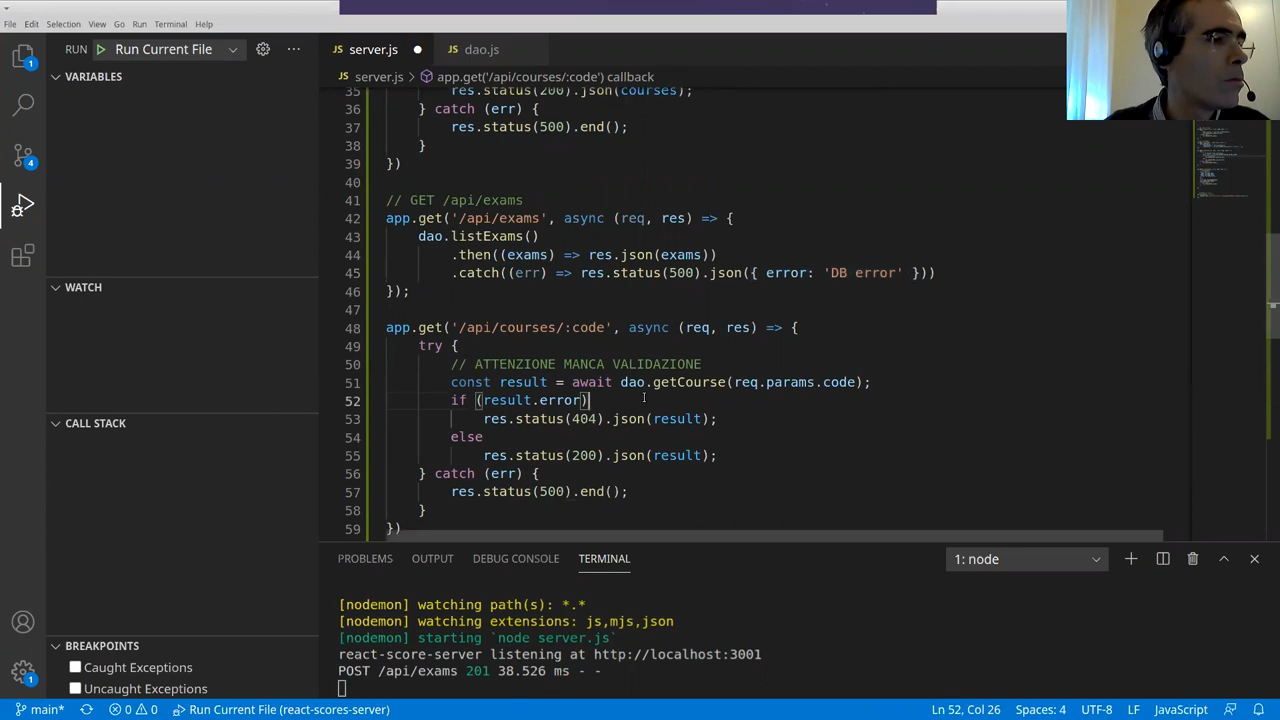 File Edit Selection View Go Run Terminal Help
RUN Run Current File ···
JS server.js ● JS dao.js
VARIABLES
JS server.js > app.get('/api/courses/:code') callback
WATCH
CALL STACK
BREAKPOINTS
Caught Exceptions
Uncaught Exceptions
1
4
1
35 res.status(200).json(courses);
36 } catch (err) {
37 res.status(500).end();
38 }
39 })
40
41 // GET /api/exams
42 app.get('/api/exams', async (req, res) => {
43 dao.listExams()
44 .then((exams) => res.json(exams))
45 .catch((err) => res.status(500).json({ error: 'DB error' }))
46 });
47
48 app.get('/api/courses/:code', async (req, res) => {
49 try {
50 // ATTENZIONE MANCA VALIDAZIONE
51 const result = await dao.getCourse(req.params.code);
52 if (result.error)
53 res.status(404).json(result);
54 else
55 res.status(200).json(result);
56 } catch (err) {
57 res.status(500).end();
58 }
59 })
PROBLEMS OUTPUT DEBUG CONSOLE TERMINAL 1: node
[nodemon] watching path(s): *.*
[nodemon] watching extensions: js,mjs,json
[nodemon] starting `node server.js`
react-score-server listening at http://localhost:3001
POST /api/exams 201 38.526 ms - -
main* 0 0 Run Current File (react-scores-server) Ln 52, Col 26 Spaces: 4 UTF-8 LF JavaScript